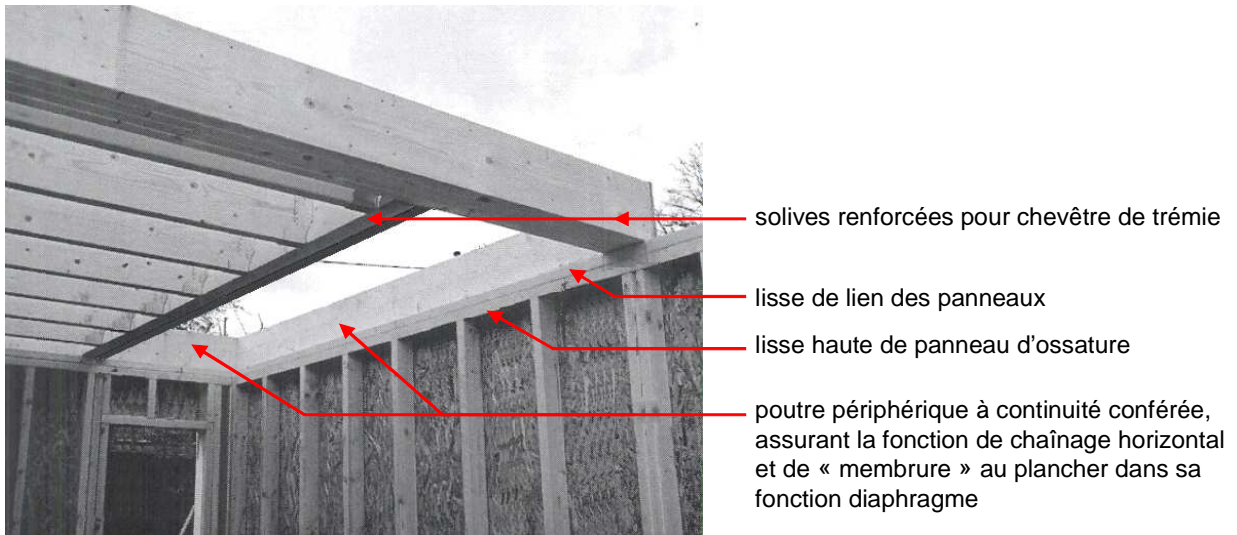 solives renforcées pour chevêtre de trémie
lisse de lien des panneaux
lisse haute de panneau d'ossature
poutre périphérique à continuité conférée,
assurant la fonction de chaînage horizontal
et de « membrure » au plancher dans sa
fonction diaphragme